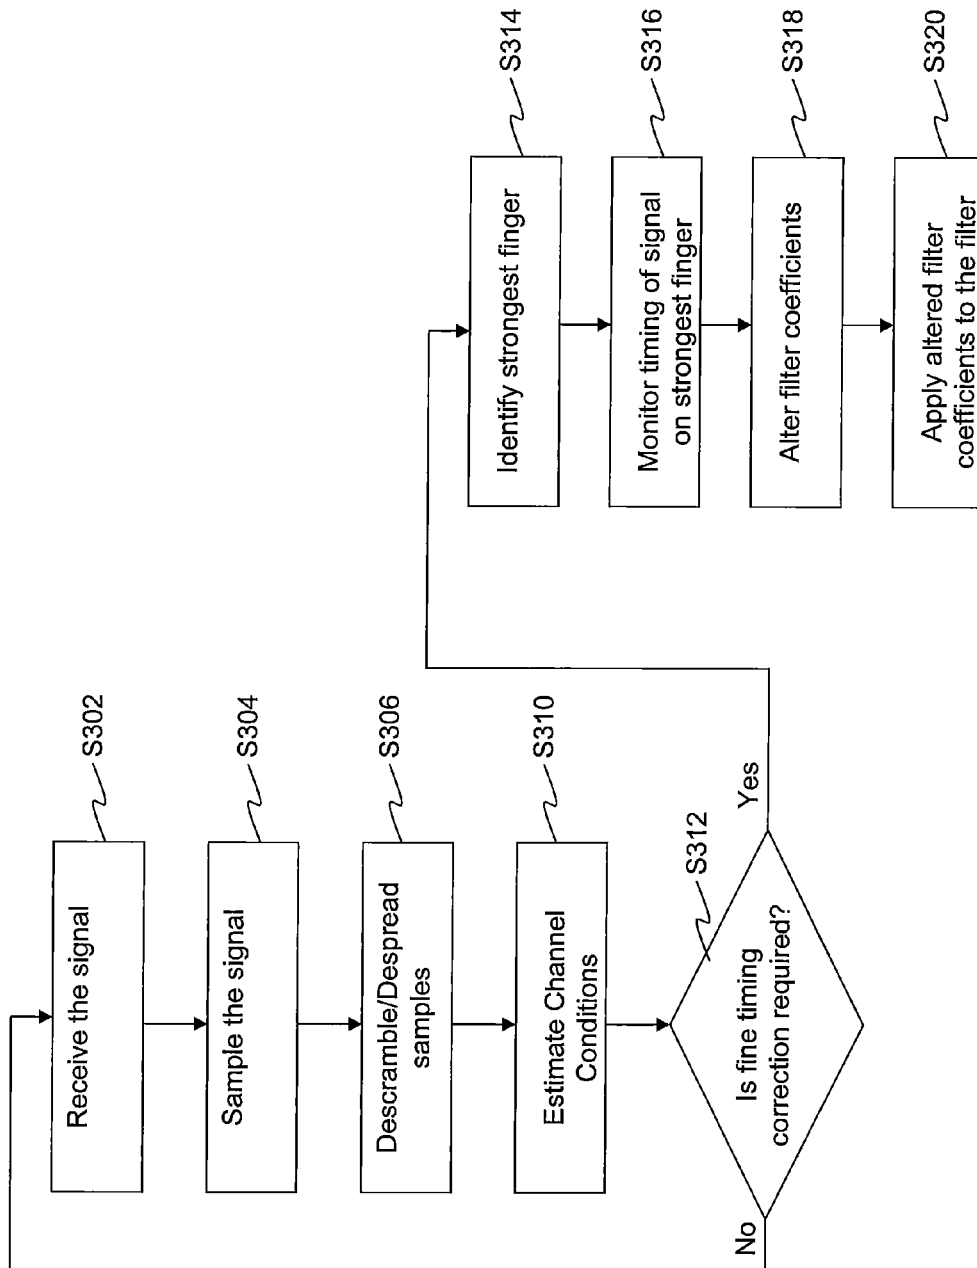 Receive the signal
S302
Sample the signal
S304
Descramble/Despread
samples
S306
Estimate Channel
Conditions
S310
Is fine timing
correction required?
S312
No
Yes
Identify strongest finger
S314
Monitor timing of signal
on strongest finger
S316
Alter filter coefficients
S318
Apply altered filter
coefficients to the filter
S320